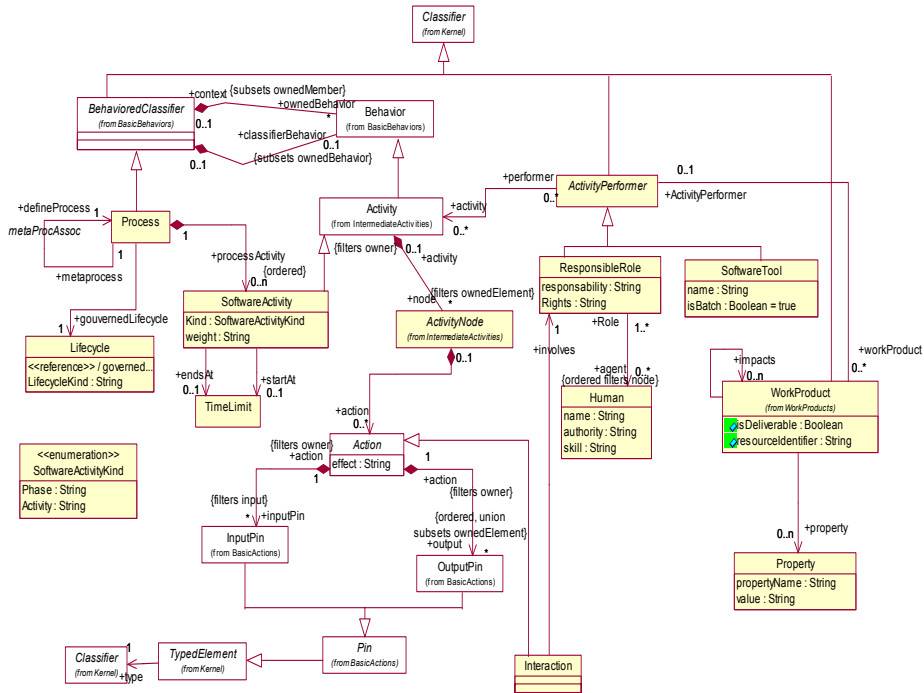 Classifier
(from Kernel)
+context
{subsets ownedMember}
+ownedBehavior
0..1
*
BehavioredClassifier
(from BasicBehaviors)
Behavior
(from BasicBehaviors)
+classifierBehavior
0..1
0..1
{subsets ownedBehavior}
+performer
0..*
ActivityPerformer
0..1
+ActivityPerformer
+defineProcess
1
metaProcAssoc
Process
1
1
+metaprocess
Activity
(from IntermediateActivities)
+activity
0..*
{filters owner}
0..1
+activity
+processActivity
{ordered}
0..n
ResponsibleRole
responsability : String
Rights : String
SoftwareTool
name : String
isBatch : Boolean = true
{filters ownedElement}
+node
*
SoftwareActivity
Kind : SoftwareActivityKind
weight : String
ActivityNode
(from IntermediateActivities)
+gouvernedLifecycle
1
1
+involves
+Role
1..*
Lifecycle
<<reference>> / governed...
LifecycleKind : String
+endsAt
0..1
+startAt
0..1
TimeLimit
0..1
+agent
0..*
{ordered filters/node}
+impacts
0..n
+workProduct
0..*
Human
name : String
authority : String
skill : String
WorkProduct
(from WorkProducts)
isDeliverable : Boolean
resourceIdentifier : String
+action
0..*
{filters owner}
+action
1
Action
effect : String
1
+action
{filters owner}
<<enumeration>>
SoftwareActivityKind
Phase : String
Activity : String
{filters input}
*
+inputPin
{ordered, union
subsets ownedElement}
+output
*
InputPin
(from BasicActions)
OutputPin
(from BasicActions)
0..n
+property
Property
propertyName : String
value : String
Classifier
(from Kernel)
1
+type
TypedElement
(from Kernel)
Pin
(from BasicActions)
Interaction